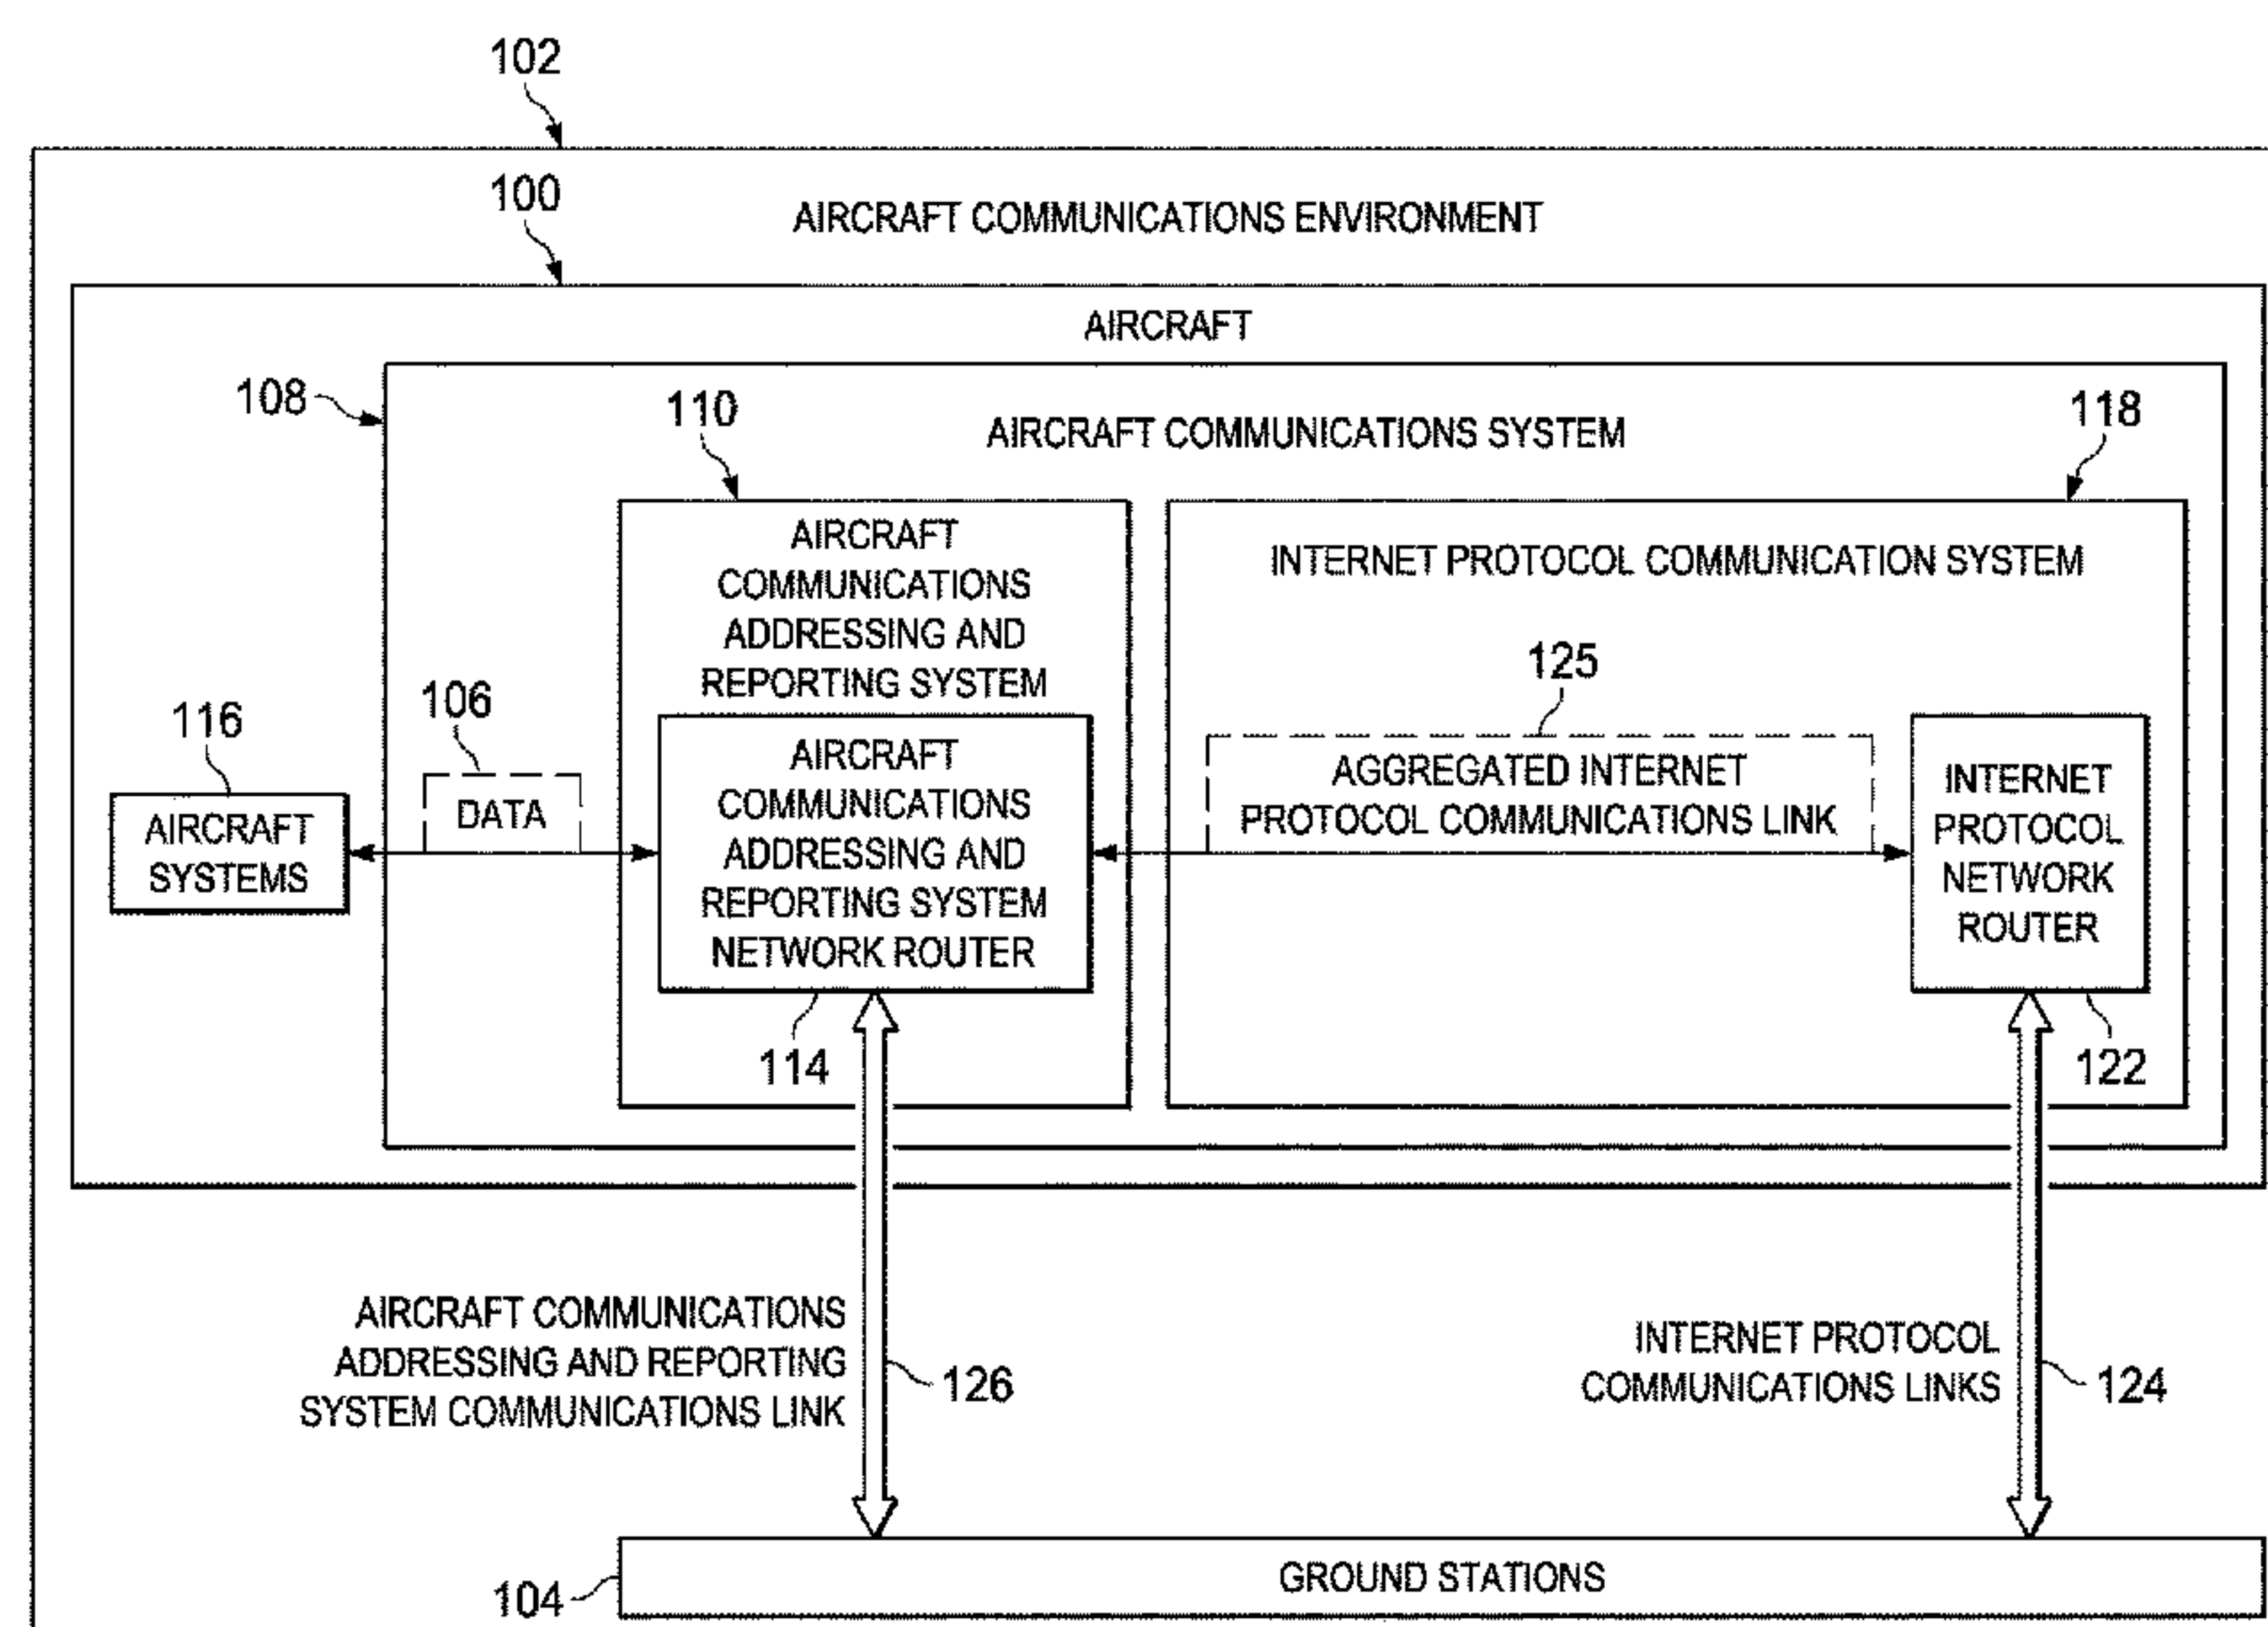 102
AIRCRAFT COMMUNICATIONS ENVIRONMENT
100
AIRCRAFT
108
AIRCRAFT COMMUNICATIONS SYSTEM
110
AIRCRAFT
COMMUNICATIONS
ADDRESSING AND
REPORTING SYSTEM
118
INTERNET PROTOCOL COMMUNICATION SYSTEM
116
AIRCRAFT
SYSTEMS
106
DATA
AIRCRAFT
COMMUNICATIONS
ADDRESSING AND
REPORTING SYSTEM
NETWORK ROUTER
114
125
AGGREGATED INTERNET
PROTOCOL COMMUNICATIONS LINK
INTERNET
PROTOCOL
NETWORK
ROUTER
122
AIRCRAFT COMMUNICATIONS
ADDRESSING AND REPORTING
SYSTEM COMMUNICATIONS LINK
126
INTERNET PROTOCOL
COMMUNICATIONS LINKS
124
104
GROUND STATIONS